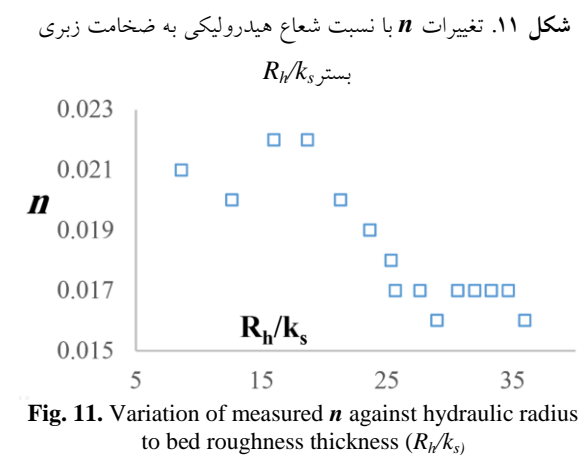 شکل ۱۱. تغییرات n با نسبت شعاع هیدرولیکی به ضخامت زبری
بستر Rh/ks
0.023
0.021
n
0.019
0.017
Rh/ks
0.015
5 15 25 35
Fig. 11. Variation of measured n against hydraulic radius
to bed roughness thickness (Rh/ks)